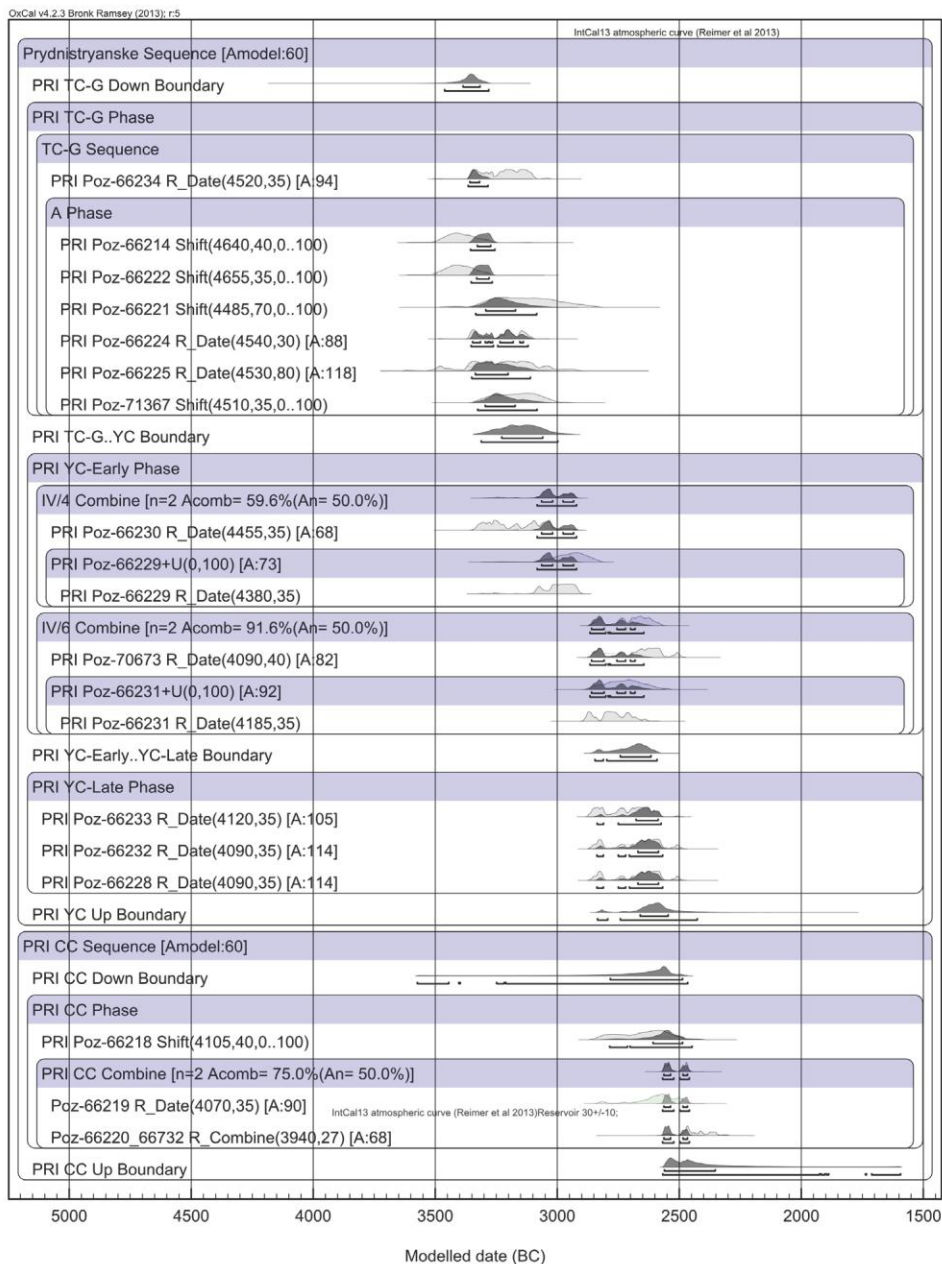 OxCal v4.2.3 Bronk Ramsey (2013); r:5
IntCal13 atmospheric curve (Reimer et al 2013)
Prydnistryanske Sequence [Amodel:60]
PRI TC-G Down Boundary
PRI TC-G Phase
TC-G Sequence
PRI Poz-66234 R_Date(4520,35) [A:94]
A Phase
PRI Poz-66214 Shift(4640,40,0..100)
PRI Poz-66222 Shift(4655,35,0..100)
PRI Poz-66221 Shift(4485,70,0..100)
PRI Poz-66224 R_Date(4540,30) [A:88]
PRI Poz-66225 R_Date(4530,80) [A:118]
PRI Poz-71367 Shift(4510,35,0..100)
PRI TC-G..YC Boundary
PRI YC-Early Phase
IV/4 Combine [n=2 Acomb= 59.6%(An= 50.0%)]
PRI Poz-66230 R_Date(4455,35) [A:68]
PRI Poz-66229+U(0,100) [A:73]
PRI Poz-66229 R_Date(4380,35)
IV/6 Combine [n=2 Acomb= 91.6%(An= 50.0%)]
PRI Poz-70673 R_Date(4090,40) [A:82]
PRI Poz-66231+U(0,100) [A:92]
PRI Poz-66231 R_Date(4185,35)
PRI YC-Early..YC-Late Boundary
PRI YC-Late Phase
PRI Poz-66233 R_Date(4120,35) [A:105]
PRI Poz-66232 R_Date(4090,35) [A:114]
PRI Poz-66228 R_Date(4090,35) [A:114]
PRI YC Up Boundary
PRI CC Sequence [Amodel:60]
PRI CC Down Boundary
PRI CC Phase
PRI Poz-66218 Shift(4105,40,0..100)
PRI CC Combine [n=2 Acomb= 75.0%(An= 50.0%)]
Poz-66219 R_Date(4070,35) [A:90]
IntCal13 atmospheric curve (Reimer et al 2013)Reservoir 30+/-10;
Poz-66220_66732 R_Combine(3940,27) [A:68]
PRI CC Up Boundary
5000 4500 4000 3500 3000 2500 2000 1500
Modelled date (BC)